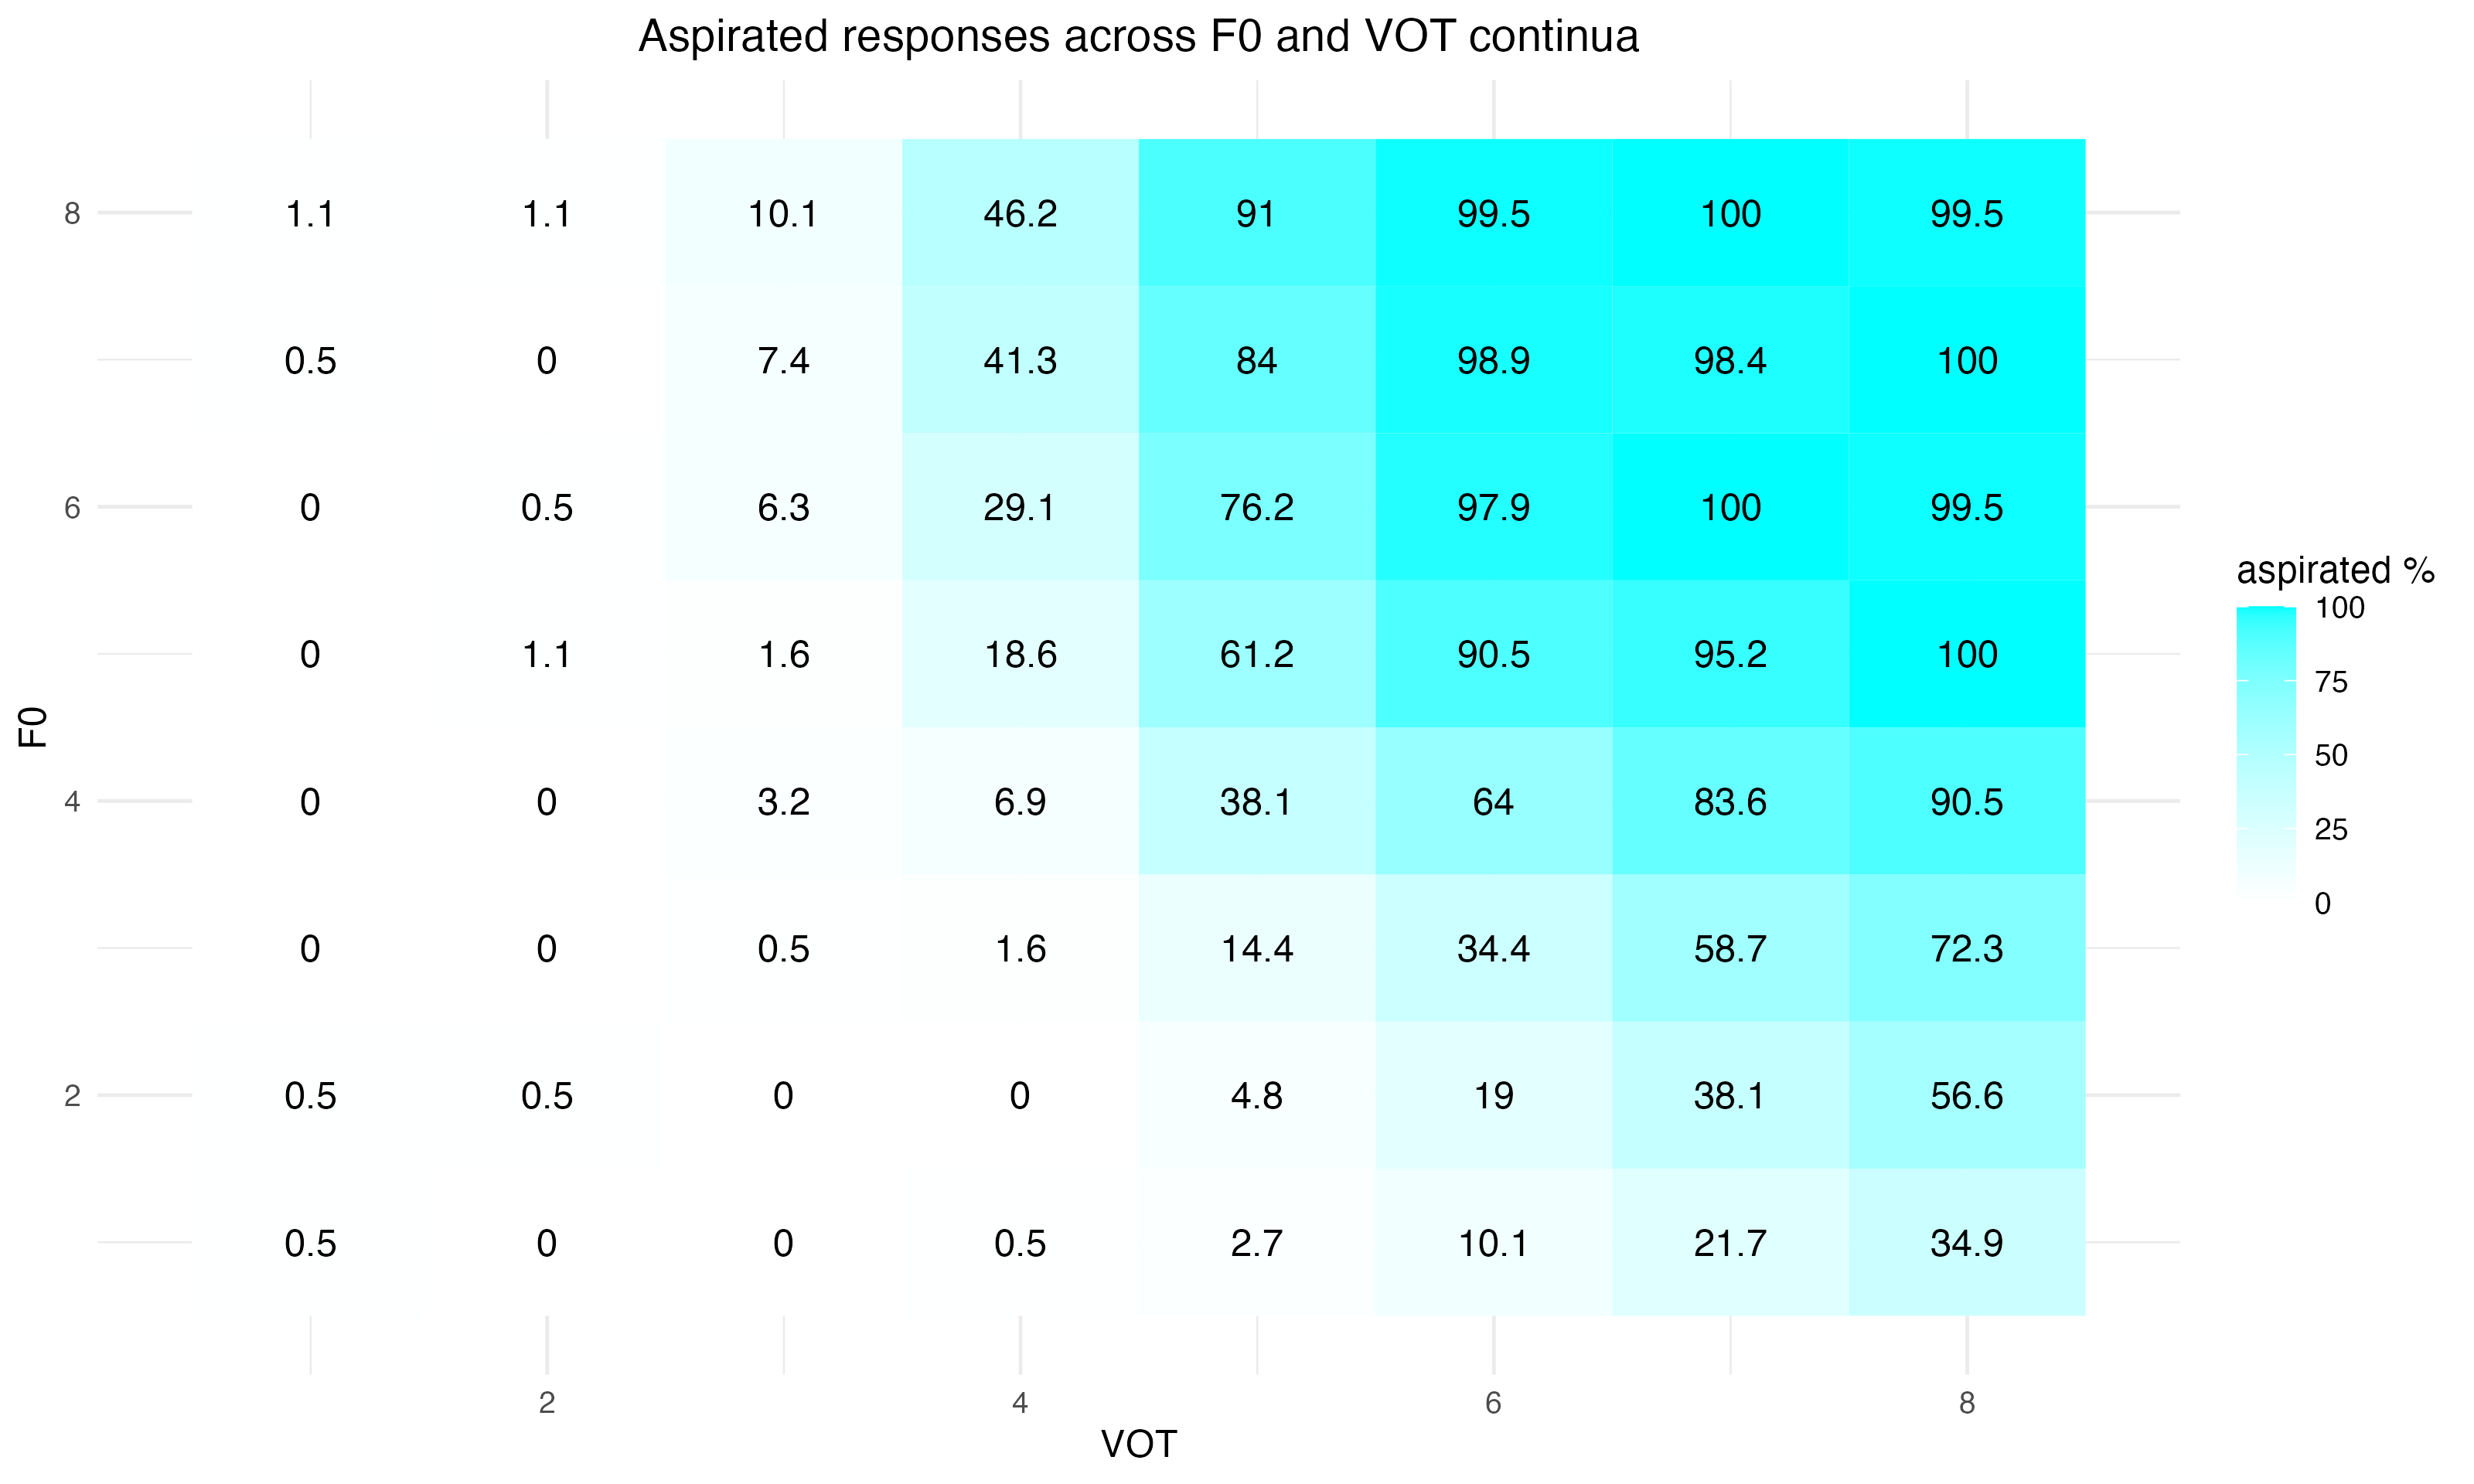 Aspirated responses across F0 and VOT continua
8 1.1 1.1 10.1 46.2 91 99.5 100 99.5
0.5 0 7.4 41.3 84 98.9 98.4 100
6 0 0.5 6.3 29.1 76.2 97.9 100 99.5
0 1.1 1.6 18.6 61.2 90.5 95.2 100
F0
4 0 0 3.2 6.9 38.1 64 83.6 90.5
0 0 0.5 1.6 14.4 34.4 58.7 72.3
2 0.5 0.5 0 0 4.8 19 38.1 56.6
0.5 0 0 0.5 2.7 10.1 21.7 34.9
2 4 6 8
VOT
aspirated %
100
75
50
25
0